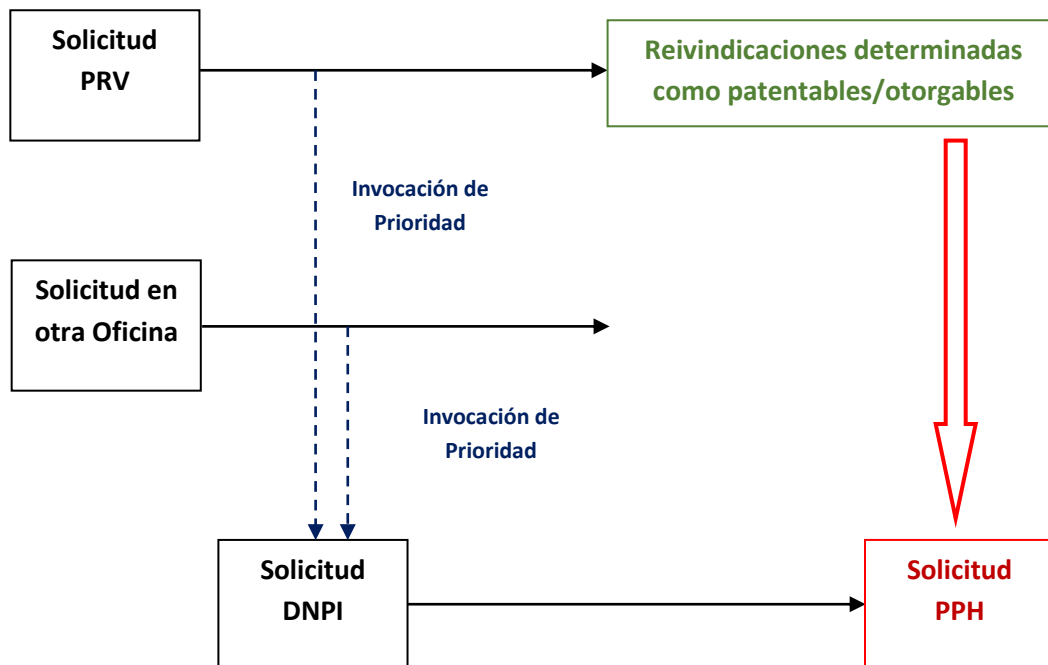 Solicitud
PRV
Reivindicaciones determinadas
como patentables/otorgables
Invocación de
Prioridad
Solicitud en
otra Oficina
Invocación de
Prioridad
Solicitud
DNPI
Solicitud
PPH